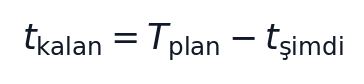 t_kalan = T_plan − t_şimdi